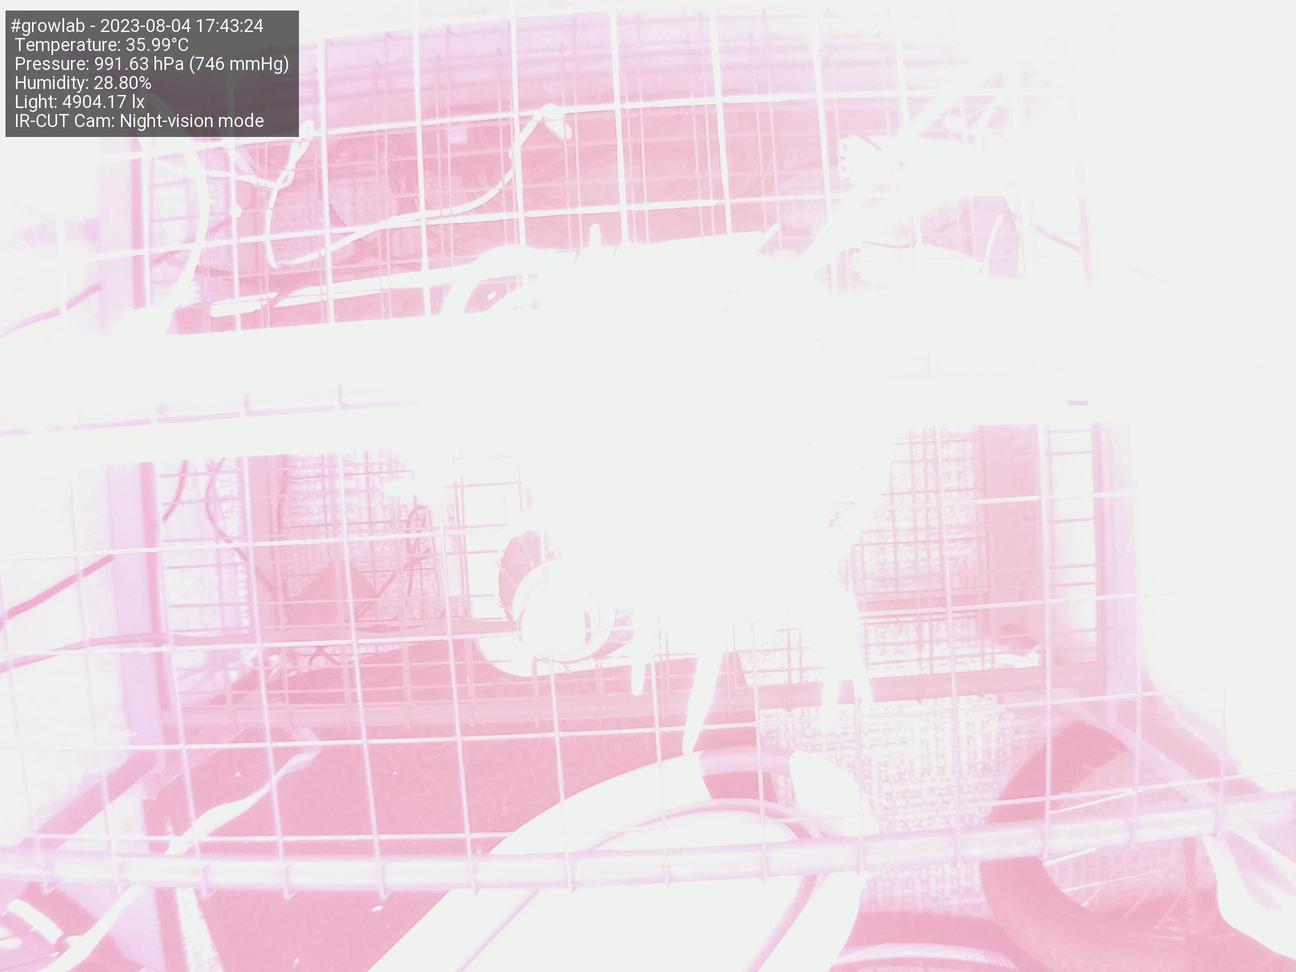 #growlab - 2023-08-04 17:43:24
Temperature: 35.99°C
Pressure: 991.63 hPa (746 mmHg)
Humidity: 28.80%
Light: 4904.17 lx
IR-CUT Cam: Night-vision mode